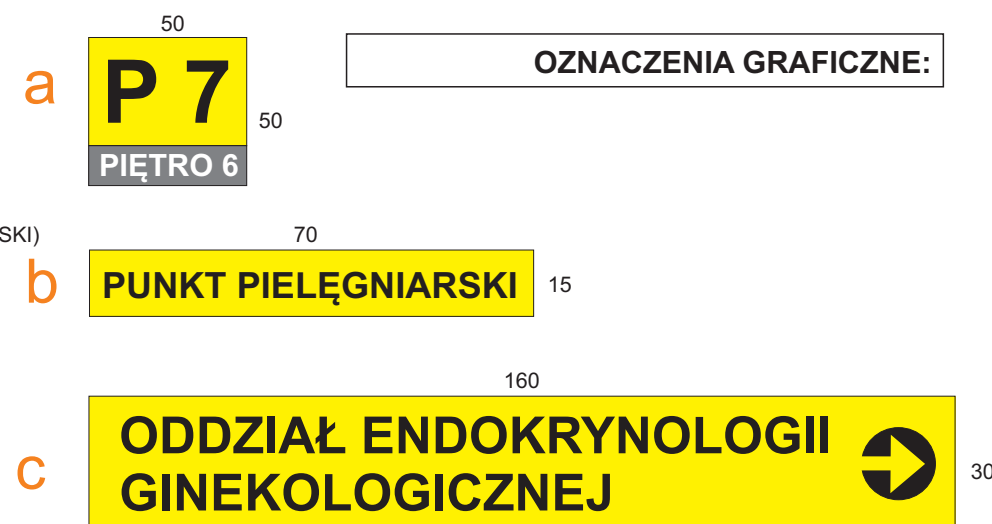 50
OZNACZENIA GRAFICZNE:
a
P 7
50
PIĘTRO 6
SKI)
70
b
PUNKT PIELĘGNIARSKI
15
160
c
ODDZIAŁ ENDOKRYNOLOGII
GINEKOLOGICZNEJ
30